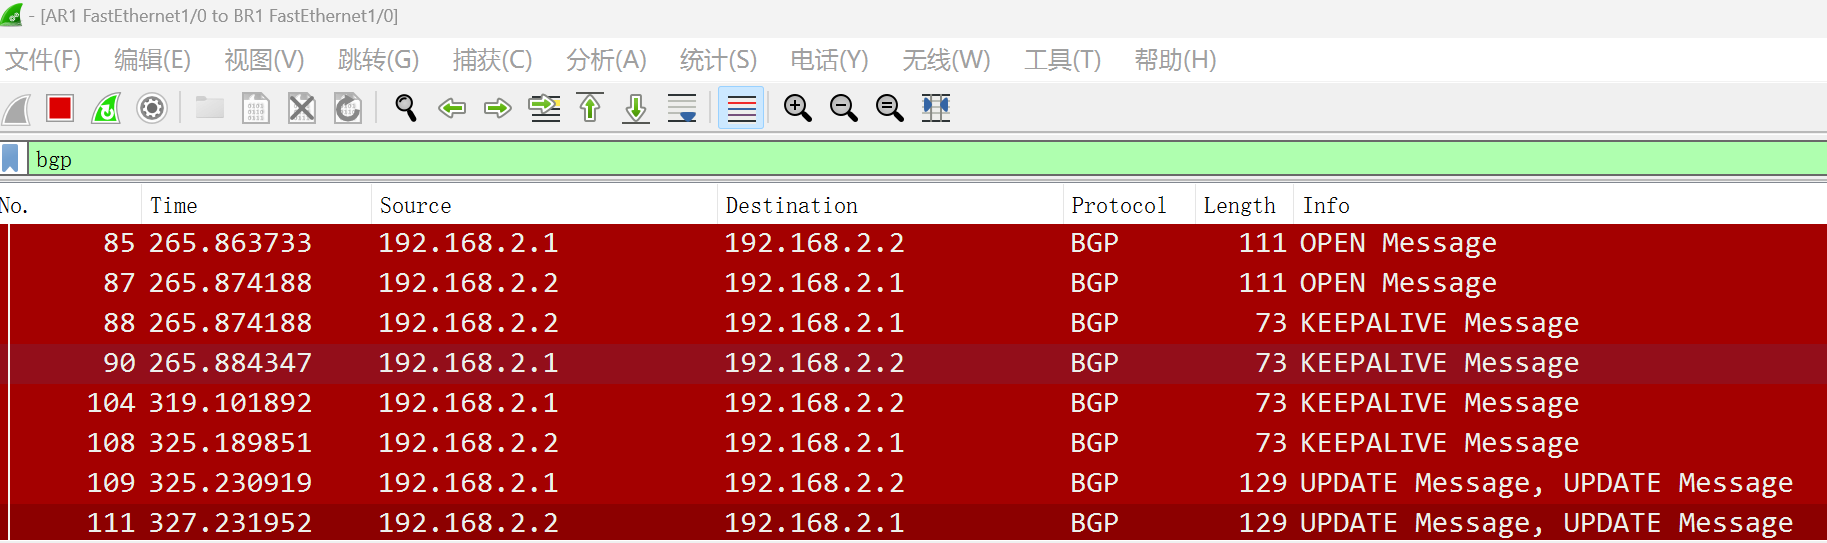 - [AR1 FastEthernet1/0 to BR1 FastEthernet1/0]
文件(F) 编辑(E) 视图(V) 跳转(G) 捕获(C) 分析(A) 统计(S) 电话(Y) 无线(W) 工具(T) 帮助(H)
bgp
No. Time Source Destination Protocol Length Info
85 265.863733 192.168.2.1 192.168.2.2 BGP 111 OPEN Message
87 265.874188 192.168.2.2 192.168.2.1 BGP 111 OPEN Message
88 265.874188 192.168.2.2 192.168.2.1 BGP 73 KEEPALIVE Message
90 265.884347 192.168.2.1 192.168.2.2 BGP 73 KEEPALIVE Message
104 319.101892 192.168.2.1 192.168.2.2 BGP 73 KEEPALIVE Message
108 325.189851 192.168.2.2 192.168.2.1 BGP 73 KEEPALIVE Message
109 325.230919 192.168.2.1 192.168.2.2 BGP 129 UPDATE Message, UPDATE Message
111 327.231952 192.168.2.2 192.168.2.1 BGP 129 UPDATE Message, UPDATE Message